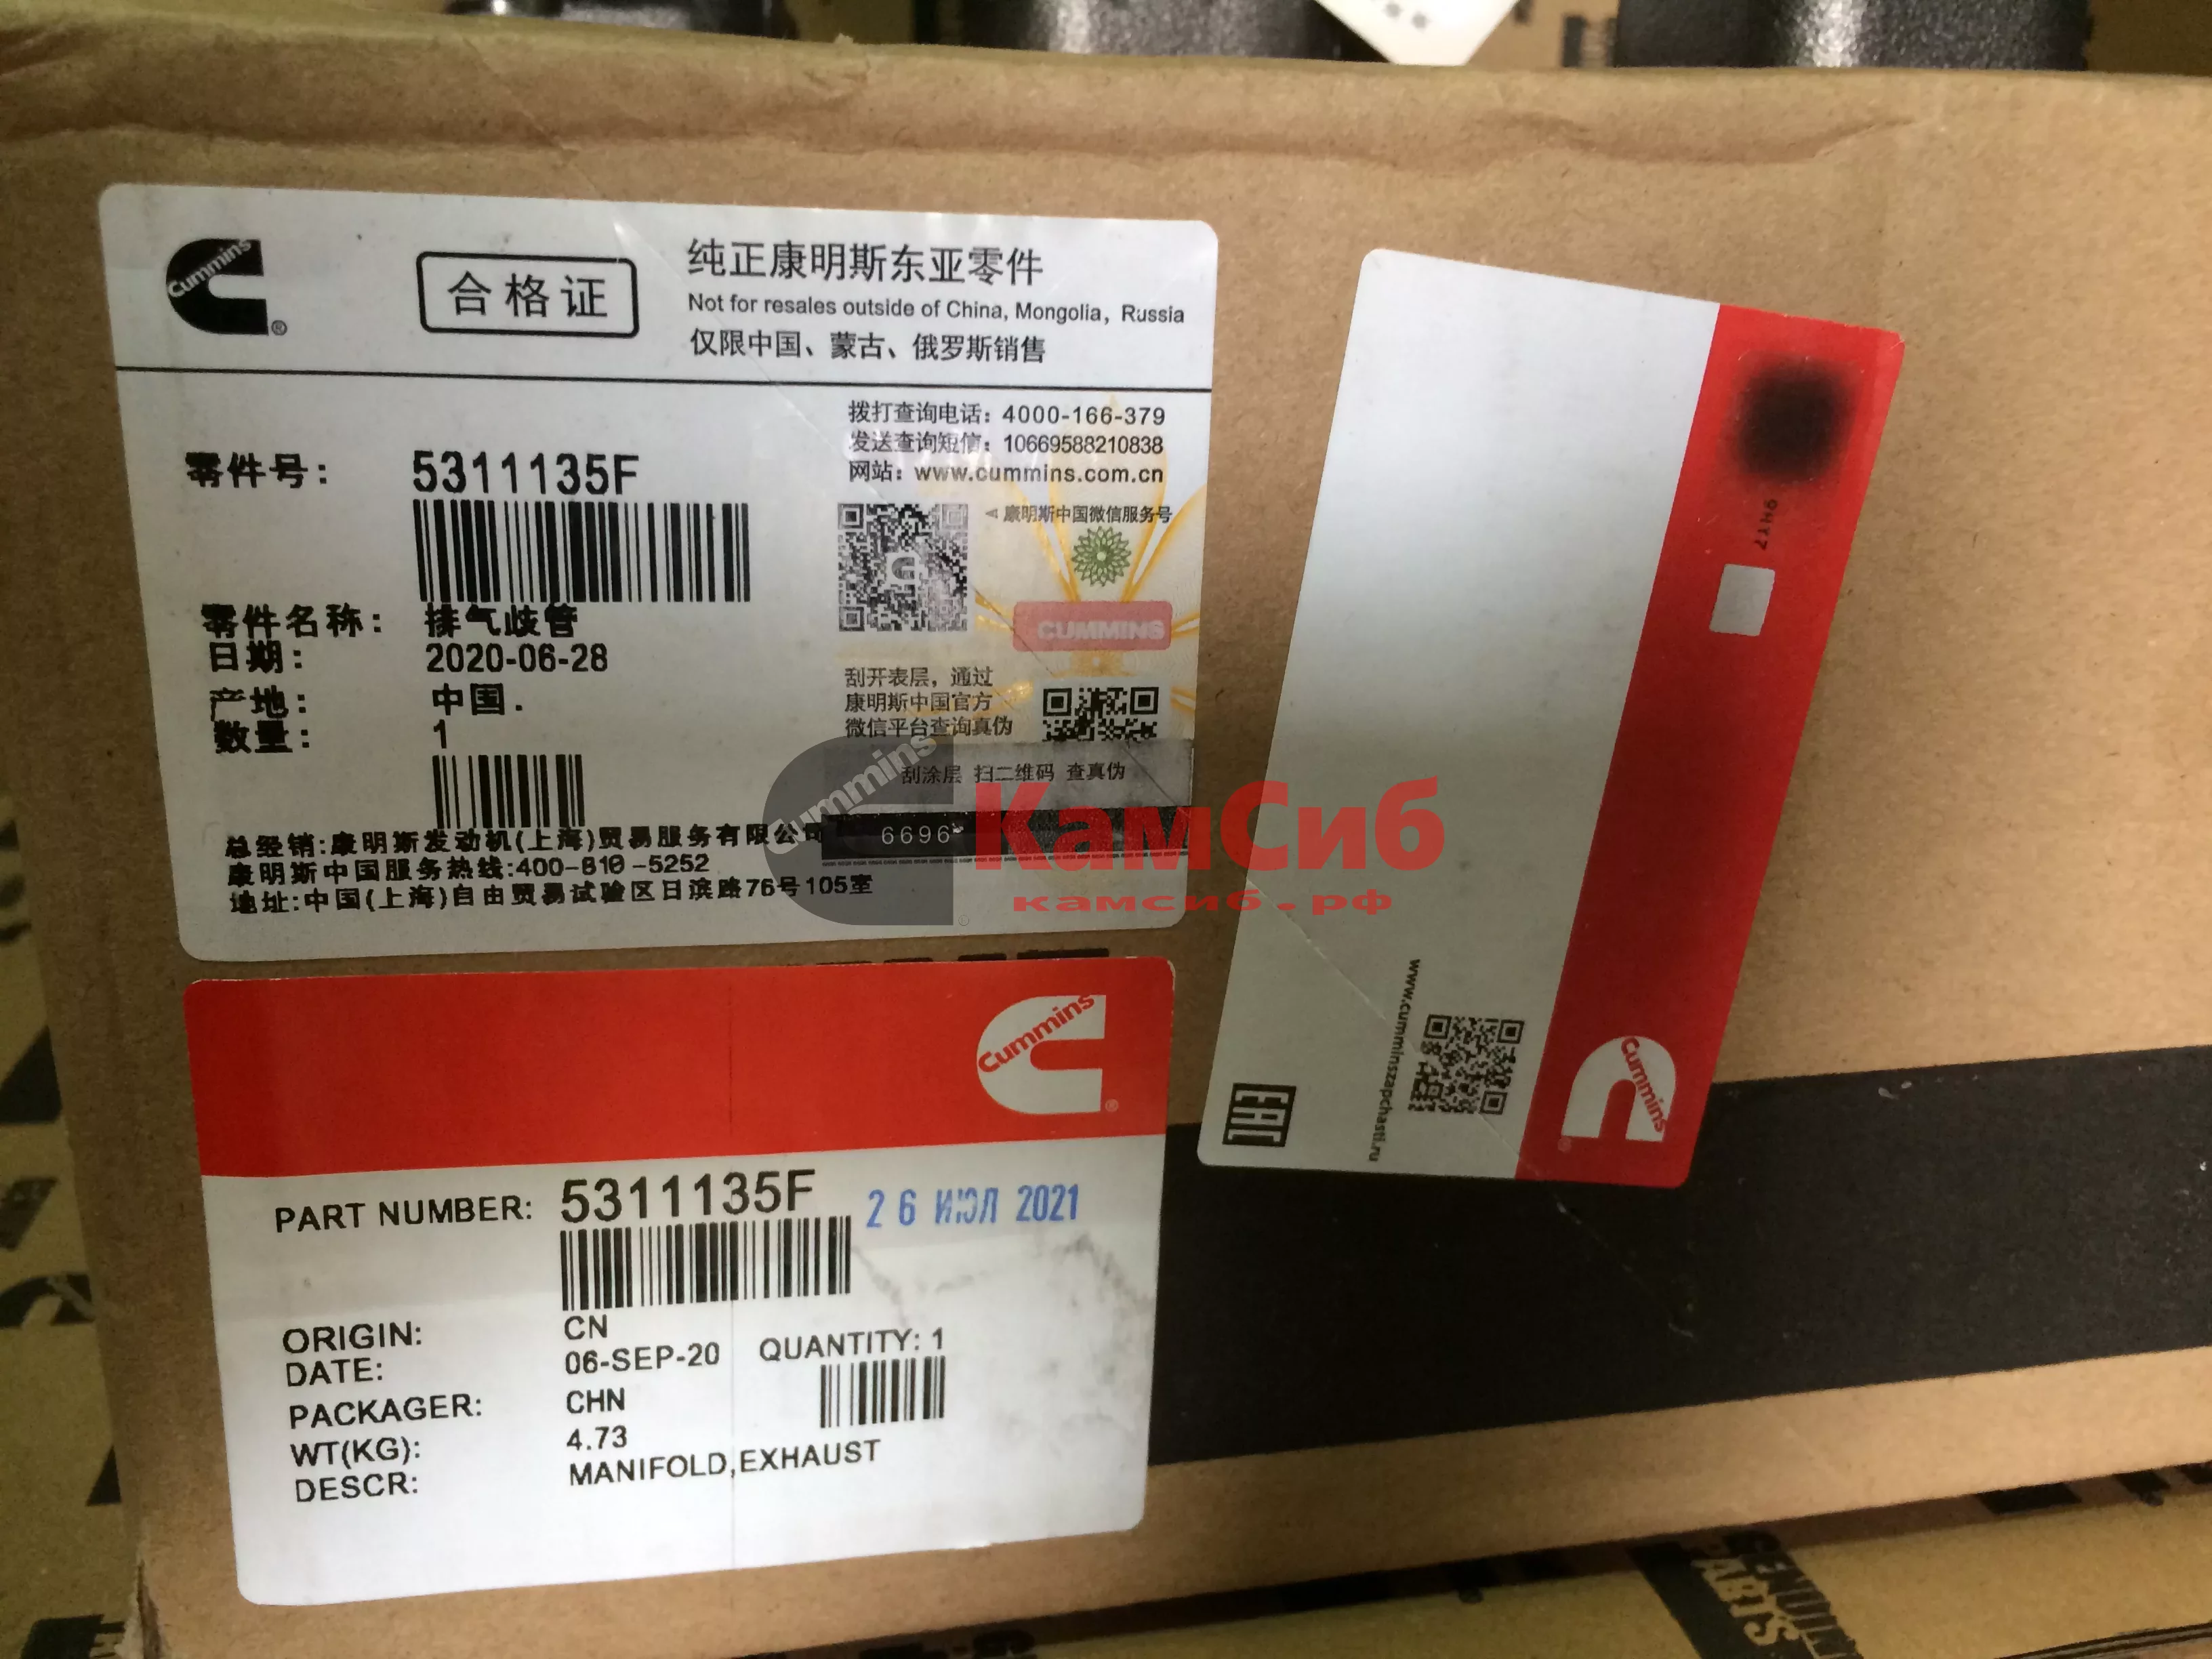 Cummins
合格证
纯正康明斯东亚零件
Not for resales outside of China, Mongolia, Russia
仅限中国、蒙古、俄罗斯销售
拨打查询电话: 4000-166-379
发送查询短信: 10669588210838
网站: www.cummins.com.cn
康明斯中国微信服务号
零件号: 5311135F
零件名称: 排气歧管
日期: 2020-06-28
产地: 中国.
数量: 1
CUMMINS
刮开表层，通过
康明斯中国官方
微信平台查询真伪
刮涂层 扫二维码 查真伪
6696
总经销:康明斯发动机(上海)贸易服务有限公司
康明斯中国服务热线:400-810-5252
地址:中国(上海)自由贸易试验区日滨路76号105室
Cummins
КамСиб
камсиб.рф
Cummins
PART NUMBER: 5311135F
26 ИЮЛ 2021
ORIGIN: CN
DATE: 06-SEP-20 QUANTITY: 1
PACKAGER: CHN
WT(KG): 4.73
DESCR: MANIFOLD,EXHAUST
www.cumminszapchasti.ru
EAC
Cummins
GENUINE
PARTS